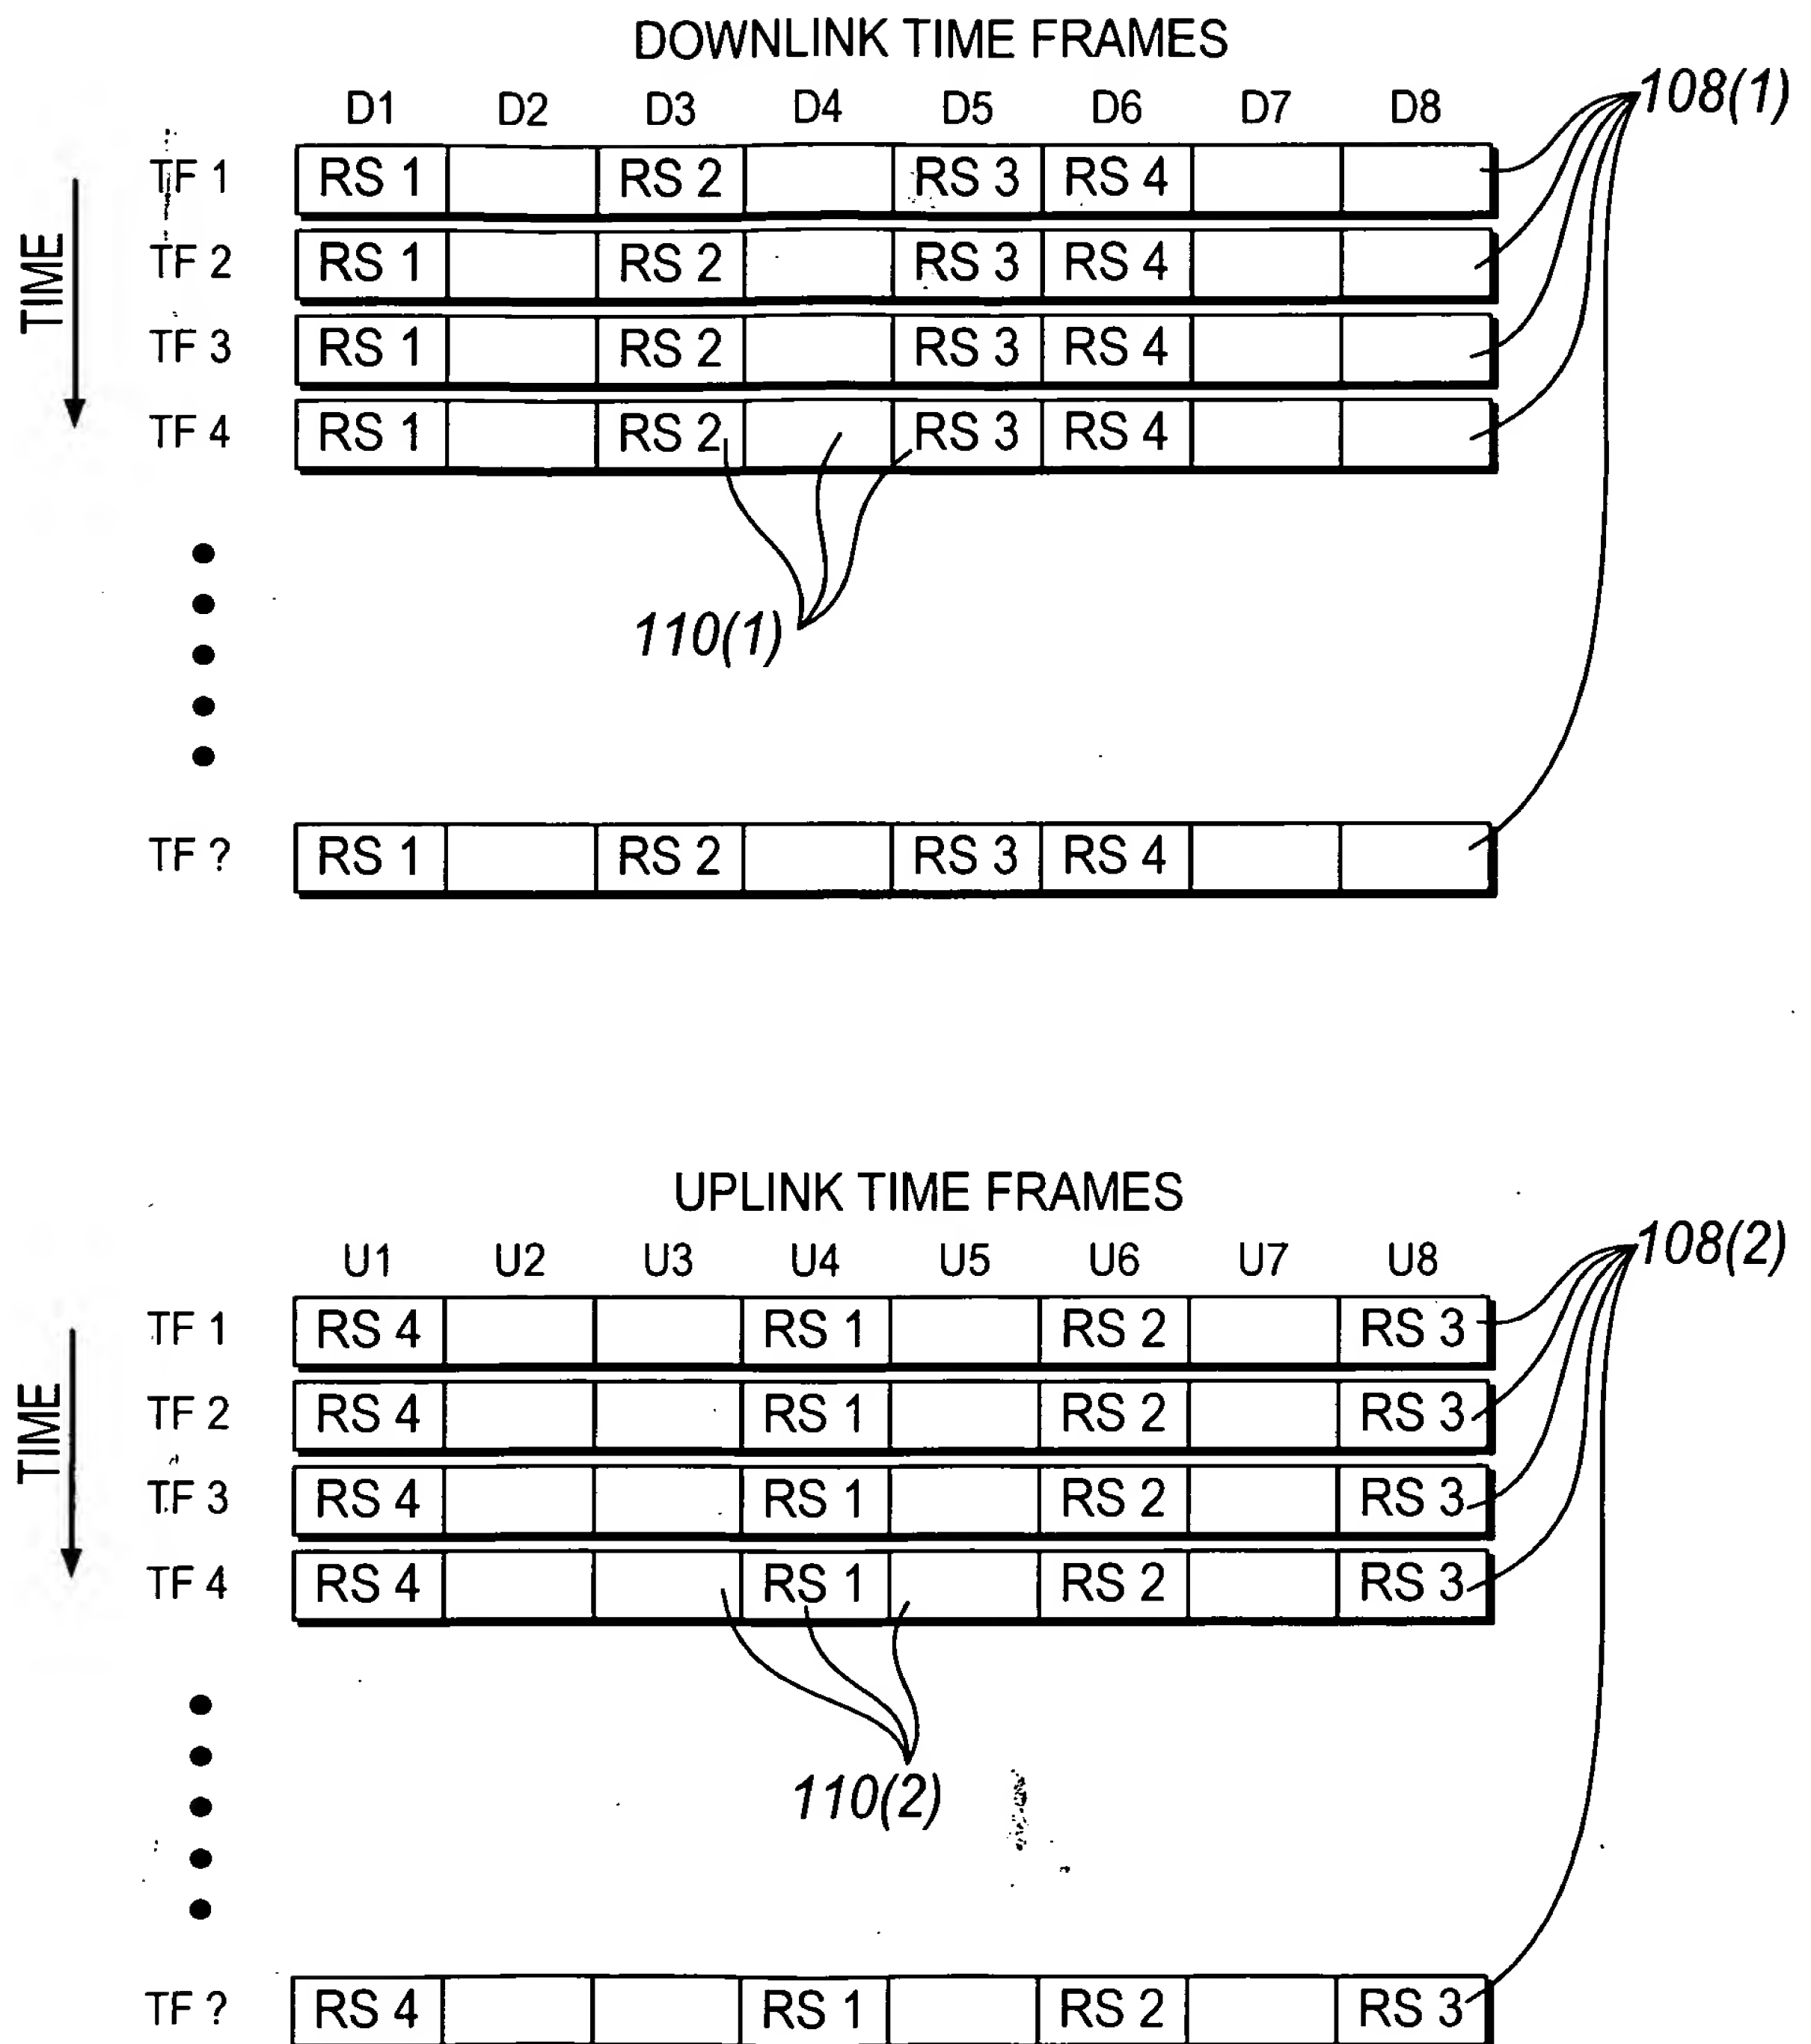 DOWNLINK TIME FRAMES
108(1)
D1 D2 D3 D4 D5 D6 D7 D8
TF 1 RS 1 RS 2 RS 3 RS 4
TF 2 RS 1 RS 2 RS 3 RS 4
TIME
TF 3 RS 1 RS 2 RS 3 RS 4
TF 4 RS 1 RS 2 RS 3 RS 4
110(1)
TF ? RS 1 RS 2 RS 3 RS 4
UPLINK TIME FRAMES
108(2)
U1 U2 U3 U4 U5 U6 U7 U8
TF 1 RS 4 RS 1 RS 2 RS 3
TF 2 RS 4 RS 1 RS 2 RS 3
TIME
TF 3 RS 4 RS 1 RS 2 RS 3
TF 4 RS 4 RS 1 RS 2 RS 3
110(2)
TF ? RS 4 RS 1 RS 2 RS 3